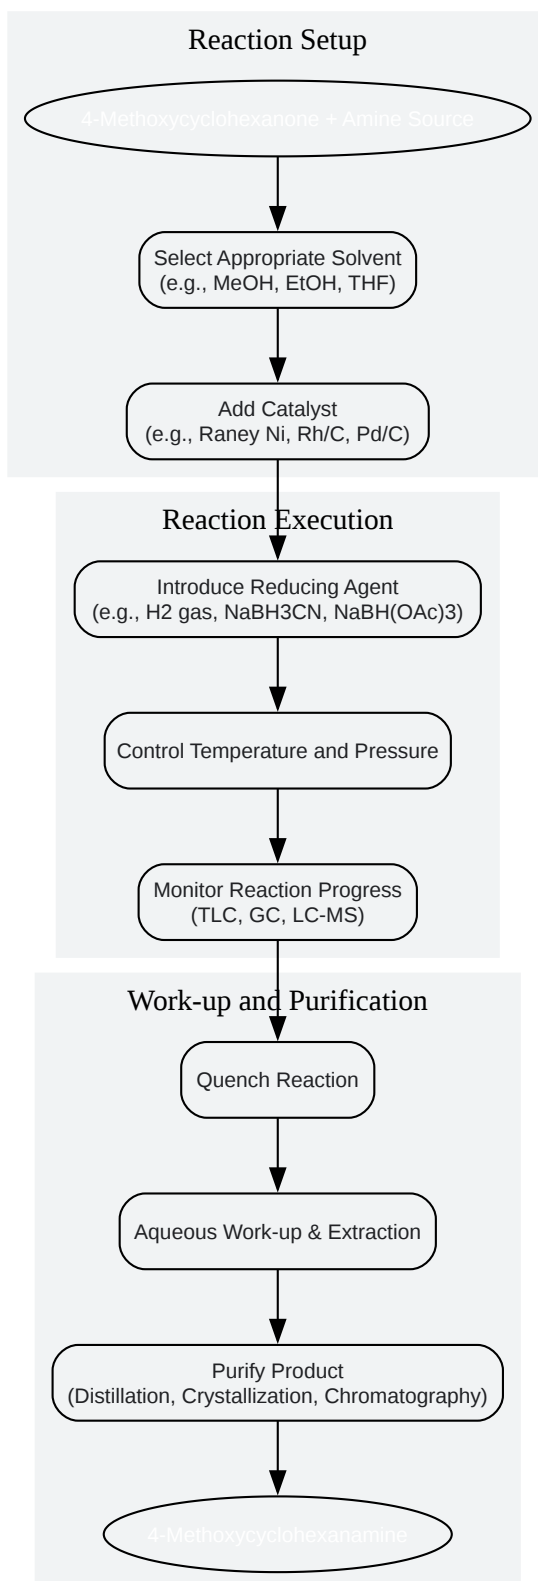 Reaction Setup
4-Methoxycyclohexanone + Amine Source
Select Appropriate Solvent
(e.g., MeOH, EtOH, THF)
Add Catalyst
(e.g., Raney Ni, Rh/C, Pd/C)
Reaction Execution
Introduce Reducing Agent
(e.g., H2 gas, NaBH3CN, NaBH(OAc)3)
Control Temperature and Pressure
Monitor Reaction Progress
(TLC, GC, LC-MS)
Work-up and Purification
Quench Reaction
Aqueous Work-up & Extraction
Purify Product
(Distillation, Crystallization, Chromatography)
4-Methoxycyclohexanamine